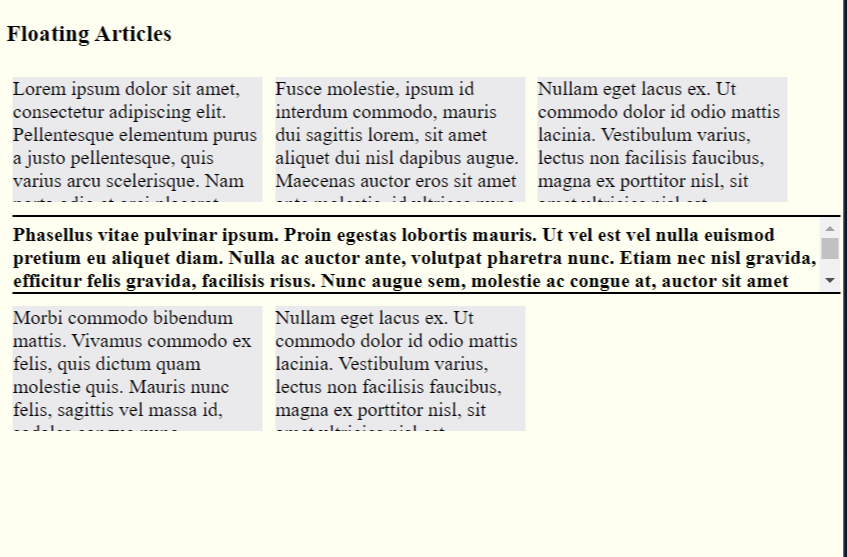 Floating Articles
Lorem ipsum dolor sit amet,
consectetur adipiscing elit.
Pellentesque elementum purus
a justo pellentesque, quis
varius arcu scelerisque. Nam
Fusce molestie, ipsum id
interdum commodo, mauris
dui sagittis lorem, sit amet
aliquet dui nisl dapibus augue.
Maecenas auctor eros sit amet
Nullam eget lacus ex. Ut
commodo dolor id odio mattis
lacinia. Vestibulum varius,
lectus non facilisis faucibus,
magna ex porttitor nisl, sit
Phasellus vitae pulvinar ipsum. Proin egestas lobortis mauris. Ut vel est vel nulla euismod
pretium eu aliquet diam. Nulla ac auctor ante, volutpat pharetra nunc. Etiam nec nisl gravida,
efficitur felis gravida, facilisis risus. Nunc augue sem, molestie ac congue at, auctor sit amet
Morbi commodo bibendum
mattis. Vivamus commodo ex
felis, quis dictum quam
molestie quis. Mauris nunc
felis, sagittis vel massa id,
Nullam eget lacus ex. Ut
commodo dolor id odio mattis
lacinia. Vestibulum varius,
lectus non facilisis faucibus,
magna ex porttitor nisl, sit